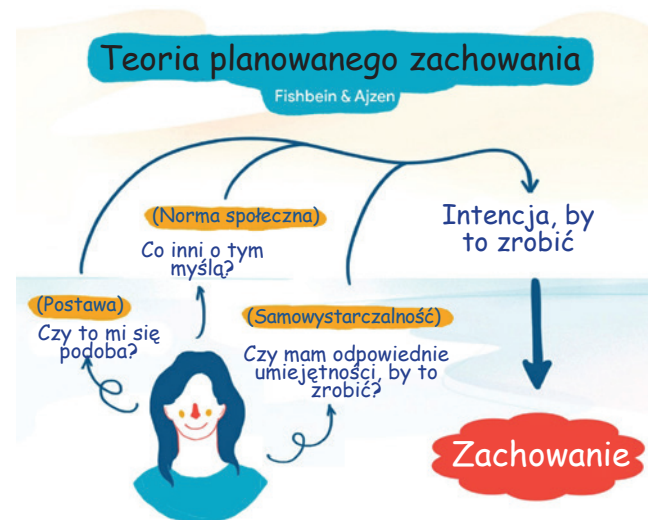 Teoria planowanego zachowania
Fishbein & Ajzen
(Norma społeczna)
Co inni o tym
myślą?
Intencja, by
to zrobić
(Postawa)
Czy to mi się
podoba?
(Samowystarczalność)
Czy mam odpowiednie
umiejętności, by to
zrobić?
Zachowanie